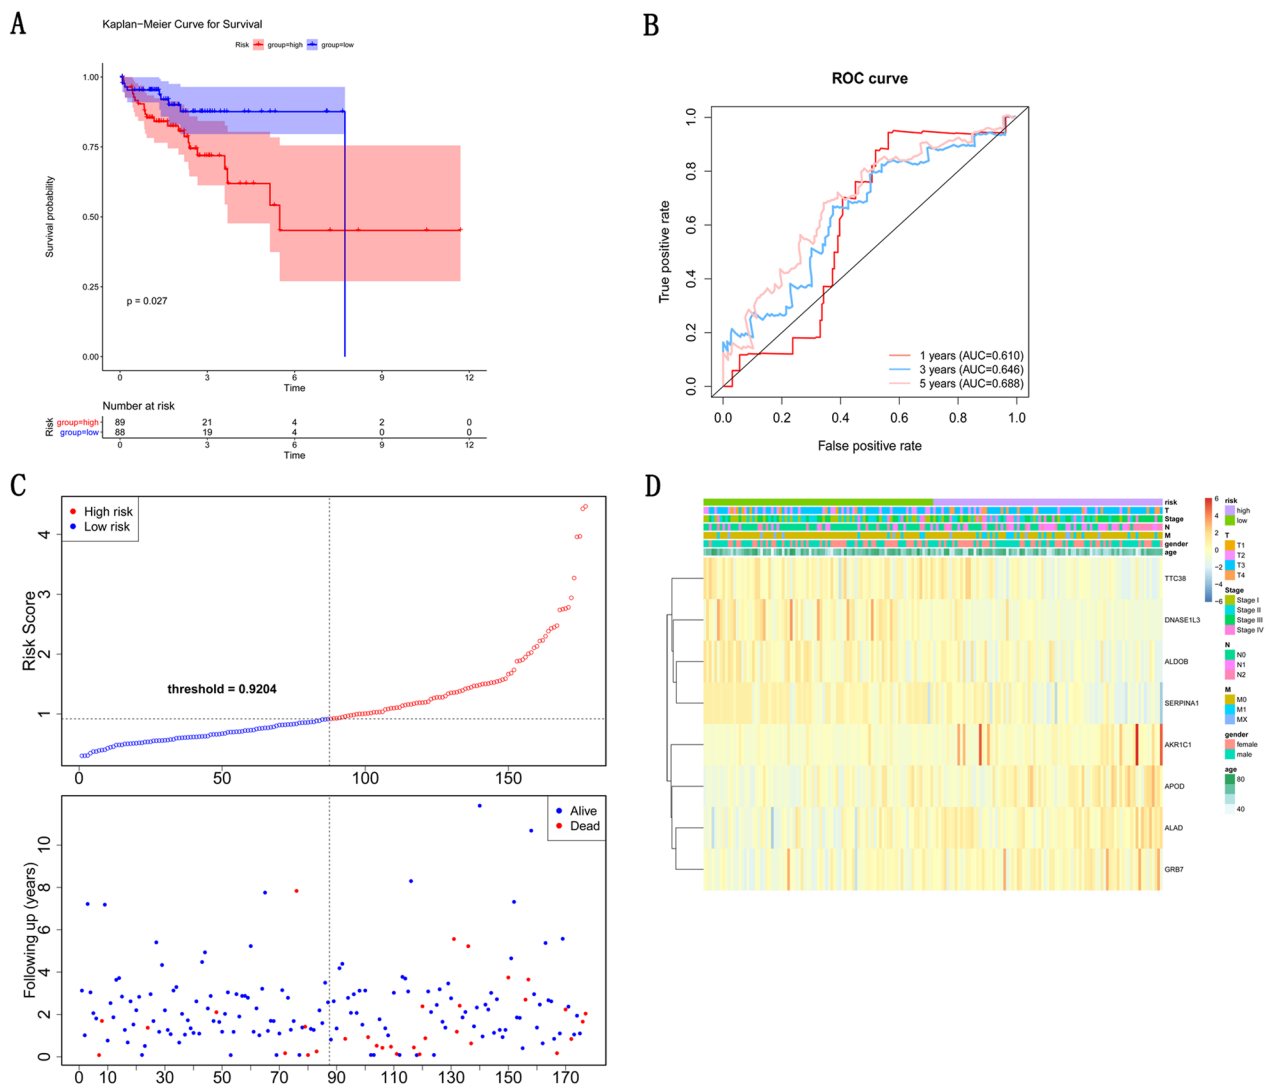 A
Kaplan−Meier Curve for Survival
Risk group=high group=low
Survival probability
1.00
0.75
0.50
0.25
0.00
p = 0.027
0 3 6 9 12
Time
Number at risk
Risk
group=high 89 21 4 2 0
group=low 88 19 4 0 0
0 3 6 9 12
Time
B
ROC curve
True positive rate
1.0
0.8
0.6
0.4
0.2
0.0
1 years (AUC=0.610)
3 years (AUC=0.646)
5 years (AUC=0.688)
0.0 0.2 0.4 0.6 0.8 1.0
False positive rate
C
High risk
Low risk
Risk Score
4
3
2
1
threshold = 0.9204
0 50 100 150
Alive
Dead
Following up (years)
10
8
6
4
2
0
0 10 30 50 70 90 110 130 150 170
D
risk
T
Stage
N
M
gender
age
TTC38
DNASE1L3
ALDOB
SERPINA1
AKR1C1
APOD
ALAD
GRB7
6
4
2
0
−2
−4
−6
risk
high
low
T
T1
T2
T3
T4
Stage
Stage I
Stage II
Stage III
Stage IV
N
N0
N1
N2
M
M0
M1
MX
gender
female
male
age
80
40